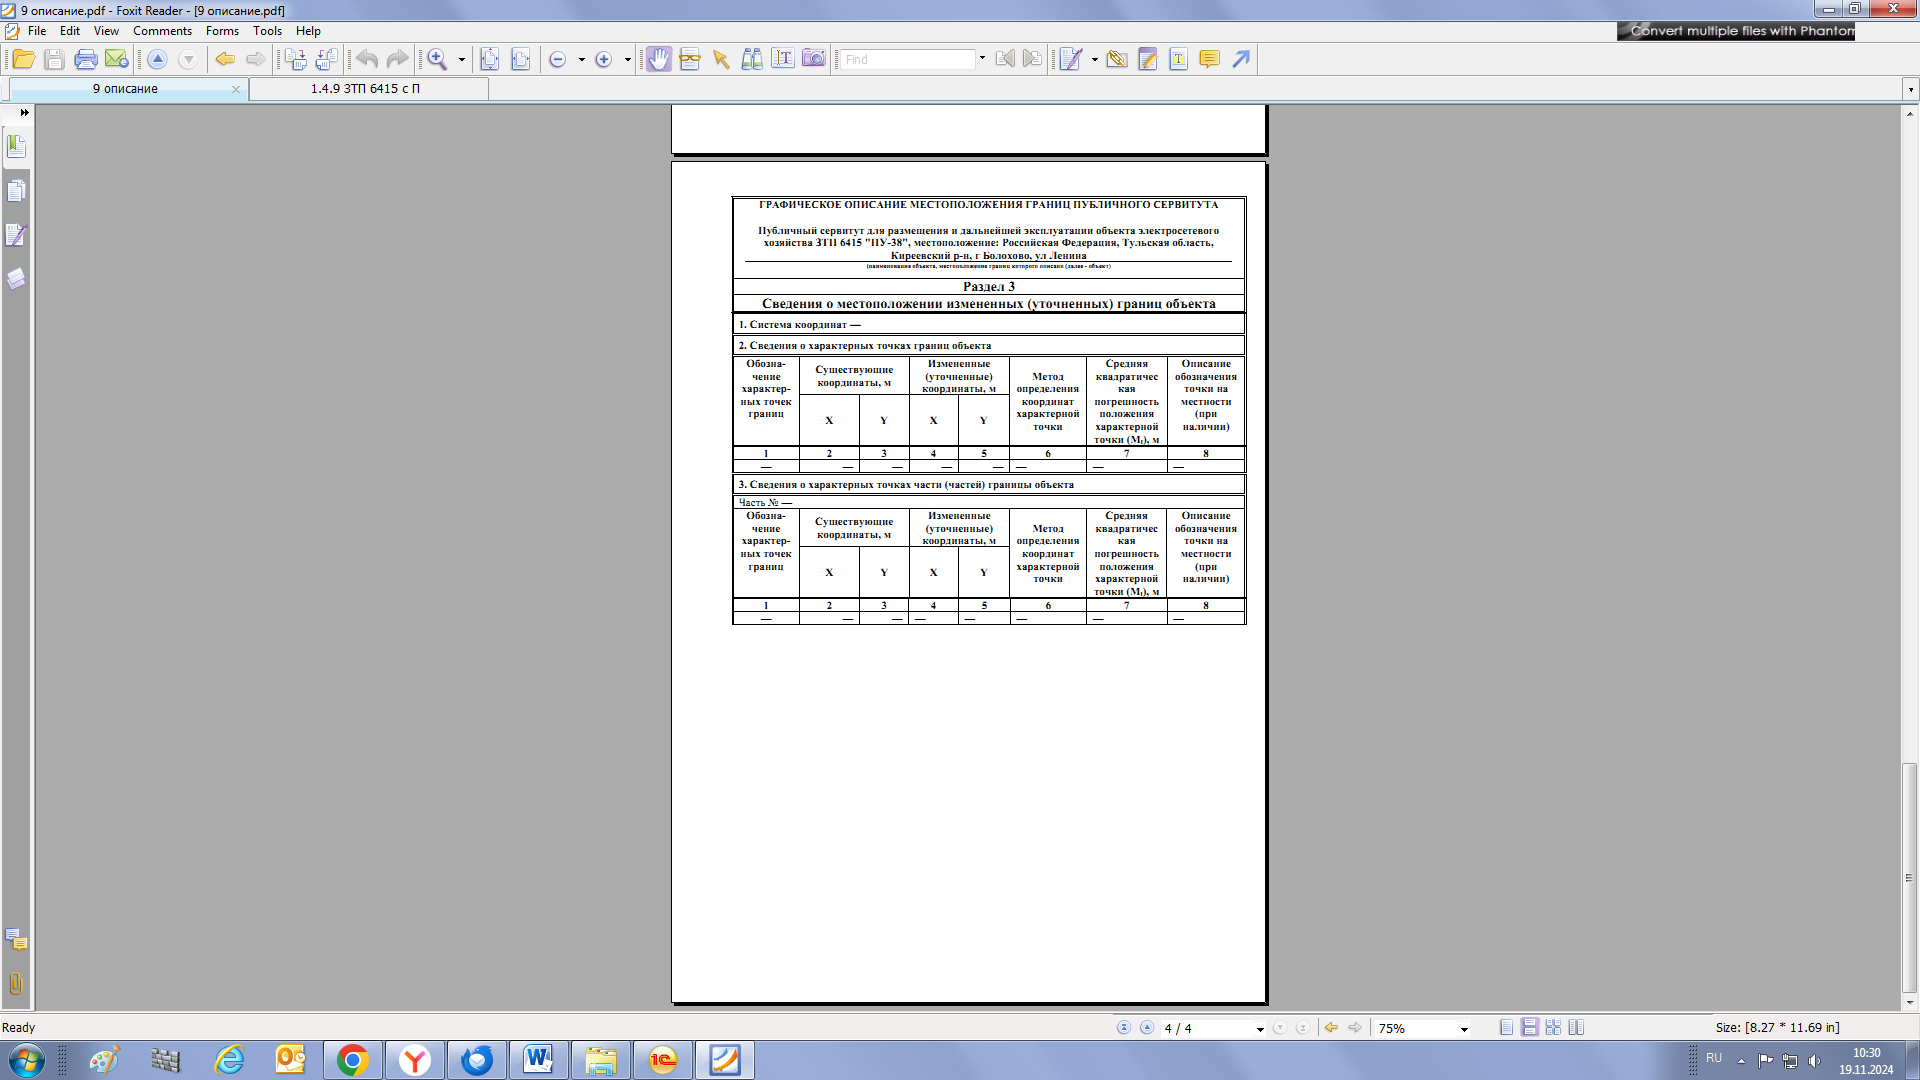 9 описание.pdf - Foxit Reader - [9 описание.pdf]
File Edit View Comments Forms Tools Help
Convert multiple files with Phantom
Find
9 описание
1.4.9 ЗТП 6415 с П
ГРАФИЧЕСКОЕ ОПИСАНИЕ МЕСТОПОЛОЖЕНИЯ ГРАНИЦ ПУБЛИЧНОГО СЕРВИТУТА
Публичный сервитут для размещения и дальнейшей эксплуатации объекта электросетевого
хозяйства ЗТП 6415 "ПУ-38", местоположение: Российская Федерация, Тульская область,
Киреевский р-н, г Болохово, ул Ленина
(наименование объекта, местоположение границ которого описано (далее - объект)
Раздел 3
Сведения о местоположении измененных (уточненных) границ объекта
1. Система координат —
2. Сведения о характерных точках границ объекта
Обозна-
чение
характер-
ных точек
границ
Существующие
координаты, м
Измененные
(уточненные)
координаты, м
Метод
определения
координат
характерной
точки
Средняя
квадратичес
кая
погрешность
положения
характерной
точки (Mt), м
Описание
обозначения
точки на
местности
(при
наличии)
X Y X Y
1 2 3 4 5 6 7 8
— — — — — — — —
3. Сведения о характерных точках части (частей) границы объекта
Часть № —
Обозна-
чение
характер-
ных точек
границ
Существующие
координаты, м
Измененные
(уточненные)
координаты, м
Метод
определения
координат
характерной
точки
Средняя
квадратичес
кая
погрешность
положения
характерной
точки (Mt), м
Описание
обозначения
точки на
местности
(при
наличии)
X Y X Y
1 2 3 4 5 6 7 8
— — — — — — — —
Ready
4 / 4
75%
Size: [8.27 * 11.69 in]
RU
10:30
19.11.2024